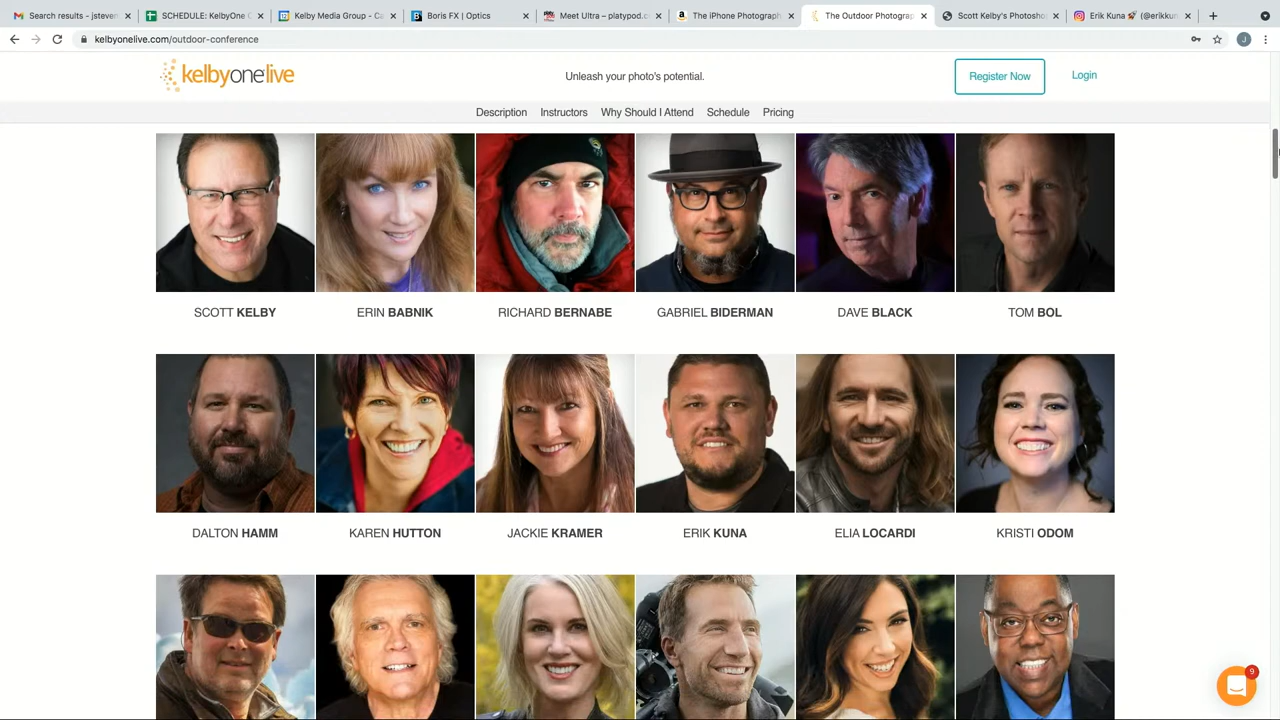 Search results - jsteve
SCHEDULE: KelbyOne C
Kelby Media Group - Ca
Boris FX | Optics
Meet Ultra – platypod.c
The iPhone Photograph
The Outdoor Photogra
Scott Kelby's Photosho
Erik Kuna 🚀 (@erikkun
kelbyonelive.com/outdoor-conference
J
kelbyonelive
Unleash your photo's potential.
Register Now
Login
Description Instructors Why Should I Attend Schedule Pricing
SCOTT KELBY
ERIN BABNIK
RICHARD BERNABE
GABRIEL BIDERMAN
DAVE BLACK
TOM BOL
DALTON HAMM
KAREN HUTTON
JACKIE KRAMER
ERIK KUNA
ELIA LOCARDI
KRISTI ODOM
9